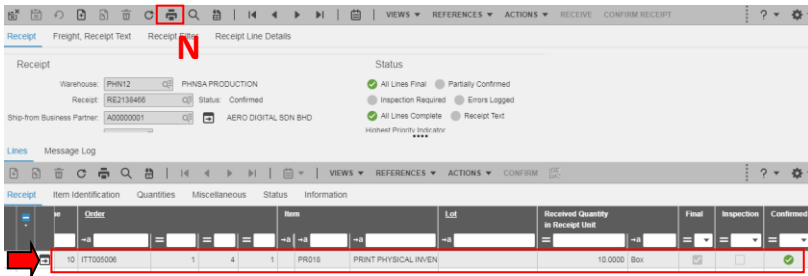 VIEWS REFERENCES ACTIONS RECEIVE CONFIRM RECEIPT ?
Receipt Freight, Receipt Text Receipt Filter Receipt Line Details
N
Receipt Status
Warehouse: PHN12 PHNSA PRODUCTION All Lines Final Partially Confirmed
Receipt: RE2138466 Status: Confirmed Inspection Required Errors Logged
Ship-from Business Partner: A00000001 AERO DIGITAL SDN BHD All Lines Complete Receipt Text
Highest Priority Indicator
Lines Message Log
VIEWS REFERENCES ACTIONS CONFIRM ?
Receipt Item Identification Quantities Miscellaneous Status Information
Order Item Lot Received Quantity Final Inspection Confirmed
in Receipt Unit
10 ITT005006 1 4 1 PR018 PRINT PHYSICAL INVEN 10.0000 Box